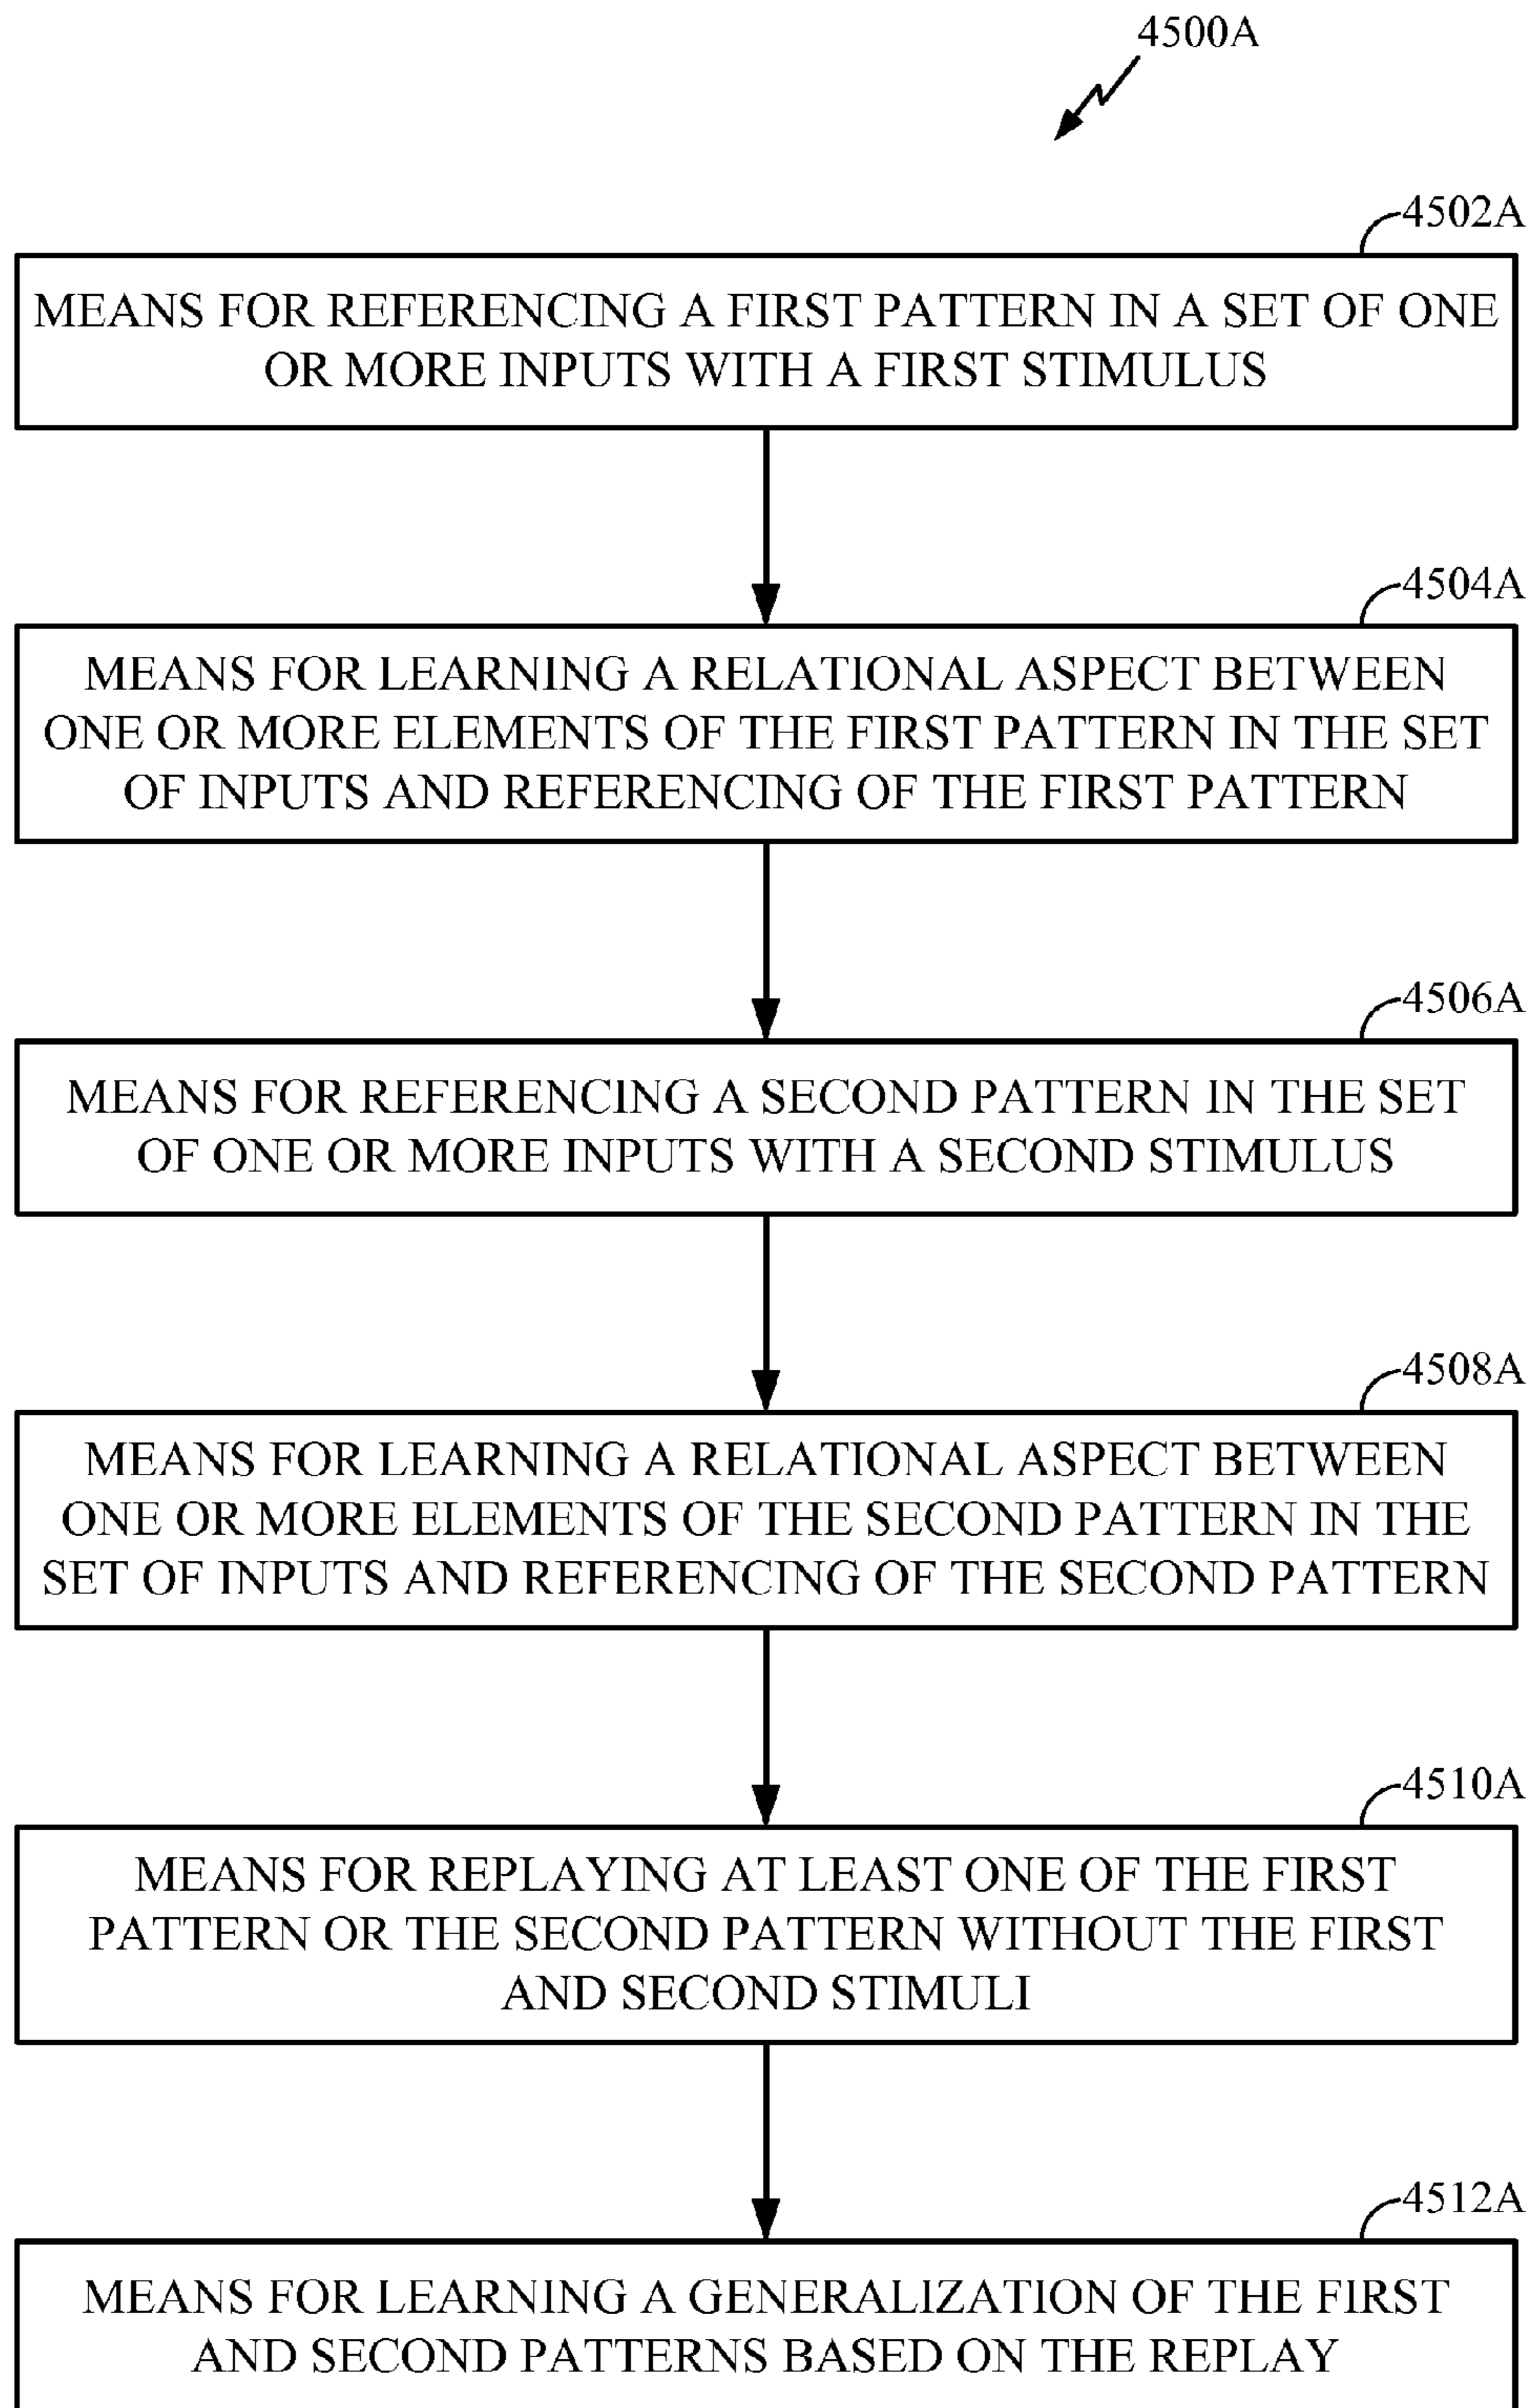 4500A
4502A
MEANS FOR REFERENCING A FIRST PATTERN IN A SET OF ONE
OR MORE INPUTS WITH A FIRST STIMULUS
4504A
MEANS FOR LEARNING A RELATIONAL ASPECT BETWEEN
ONE OR MORE ELEMENTS OF THE FIRST PATTERN IN THE SET
OF INPUTS AND REFERENCING OF THE FIRST PATTERN
4506A
MEANS FOR REFERENCING A SECOND PATTERN IN THE SET
OF ONE OR MORE INPUTS WITH A SECOND STIMULUS
4508A
MEANS FOR LEARNING A RELATIONAL ASPECT BETWEEN
ONE OR MORE ELEMENTS OF THE SECOND PATTERN IN THE
SET OF INPUTS AND REFERENCING OF THE SECOND PATTERN
4510A
MEANS FOR REPLAYING AT LEAST ONE OF THE FIRST
PATTERN OR THE SECOND PATTERN WITHOUT THE FIRST
AND SECOND STIMULI
4512A
MEANS FOR LEARNING A GENERALIZATION OF THE FIRST
AND SECOND PATTERNS BASED ON THE REPLAY